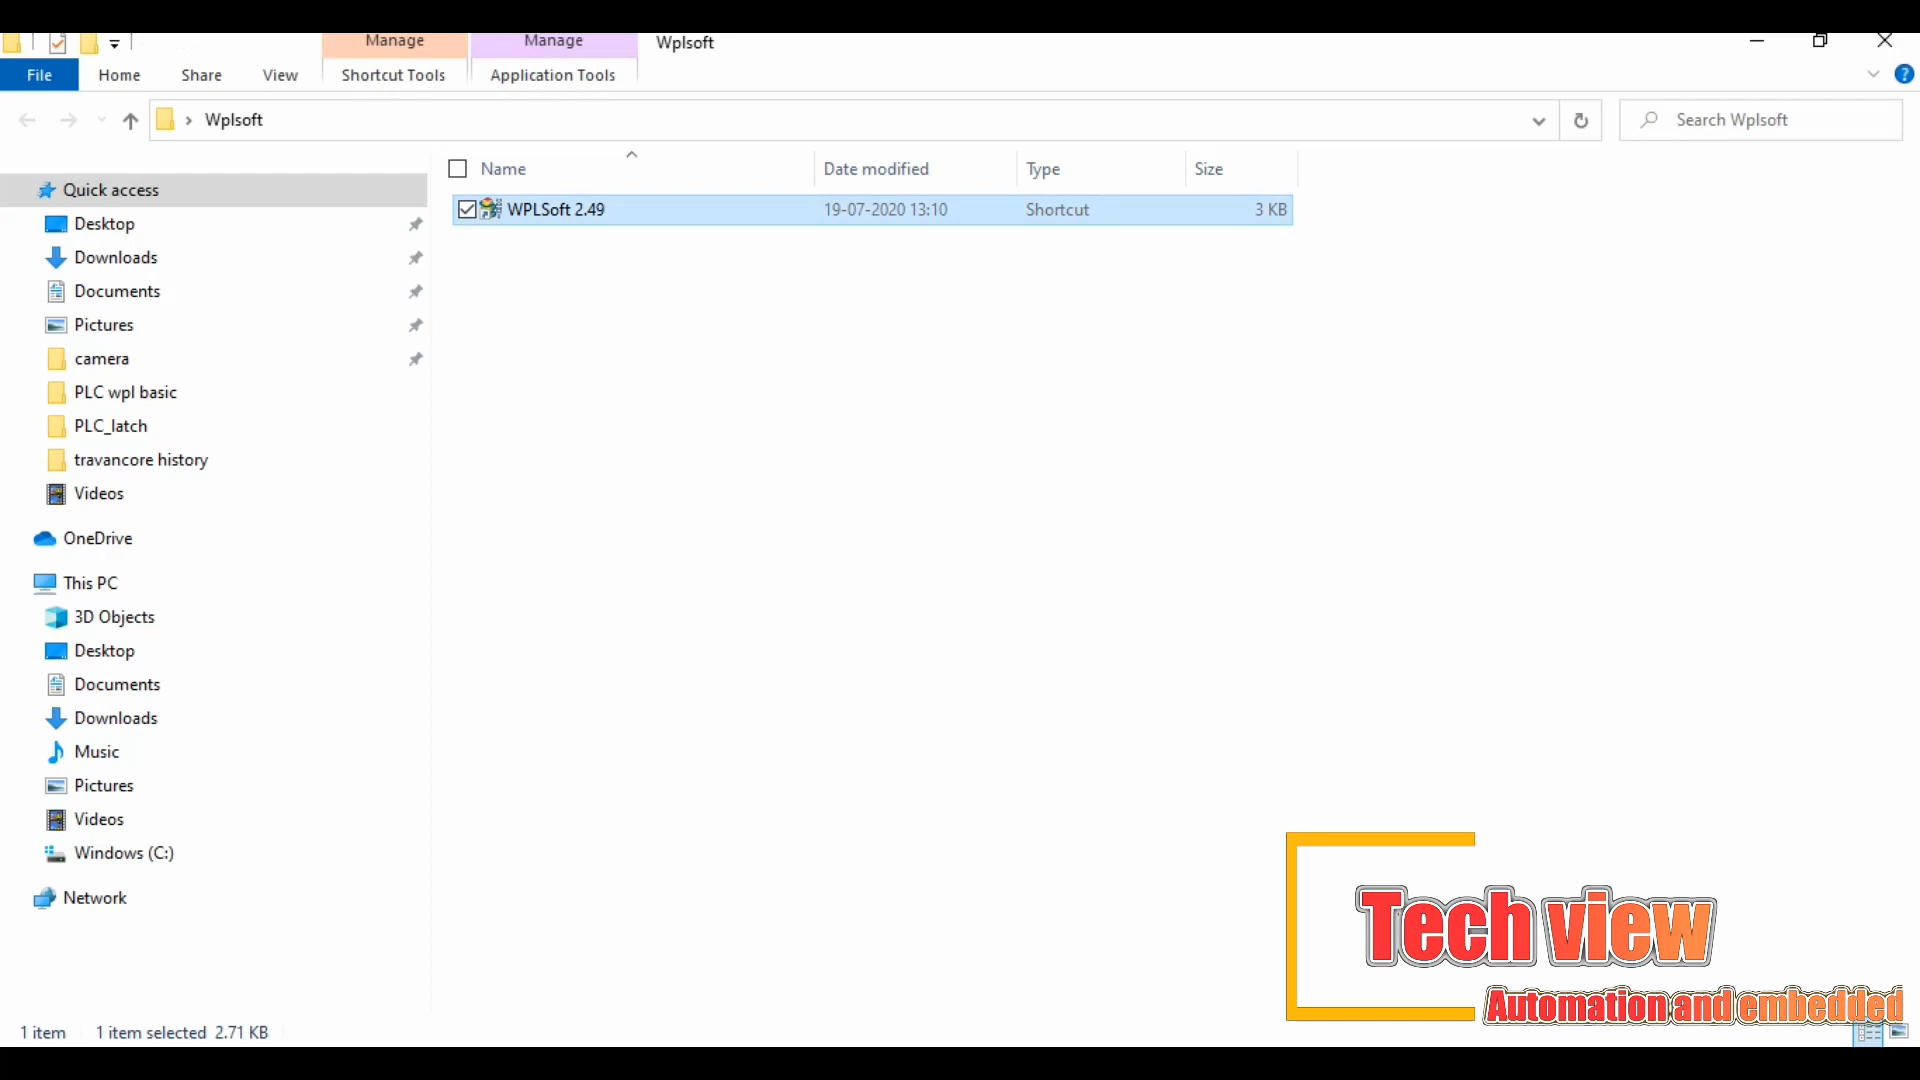 Manage
Manage
Wplsoft
File
Home
Share
View
Shortcut Tools
Application Tools
Wplsoft
Search Wplsoft
Name
Date modified
Type
Size
WPLSoft 2.49
19-07-2020 13:10
Shortcut
3 KB
Quick access
Desktop
Downloads
Documents
Pictures
camera
PLC wpl basic
PLC_latch
travancore history
Videos
OneDrive
This PC
3D Objects
Desktop
Documents
Downloads
Music
Pictures
Videos
Windows (C:)
Network
Tech view
Automation and embedded
1 item
1 item selected 2.71 KB